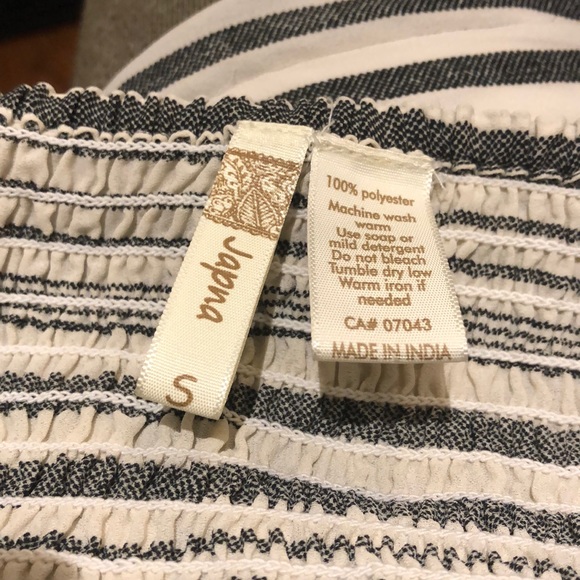 Japna
S
100% polyester
Machine wash
warm
Use soap or
mild detergent
Do not bleach
Tumble dry low
Warm iron if
needed
CA# 07043
MADE IN INDIA